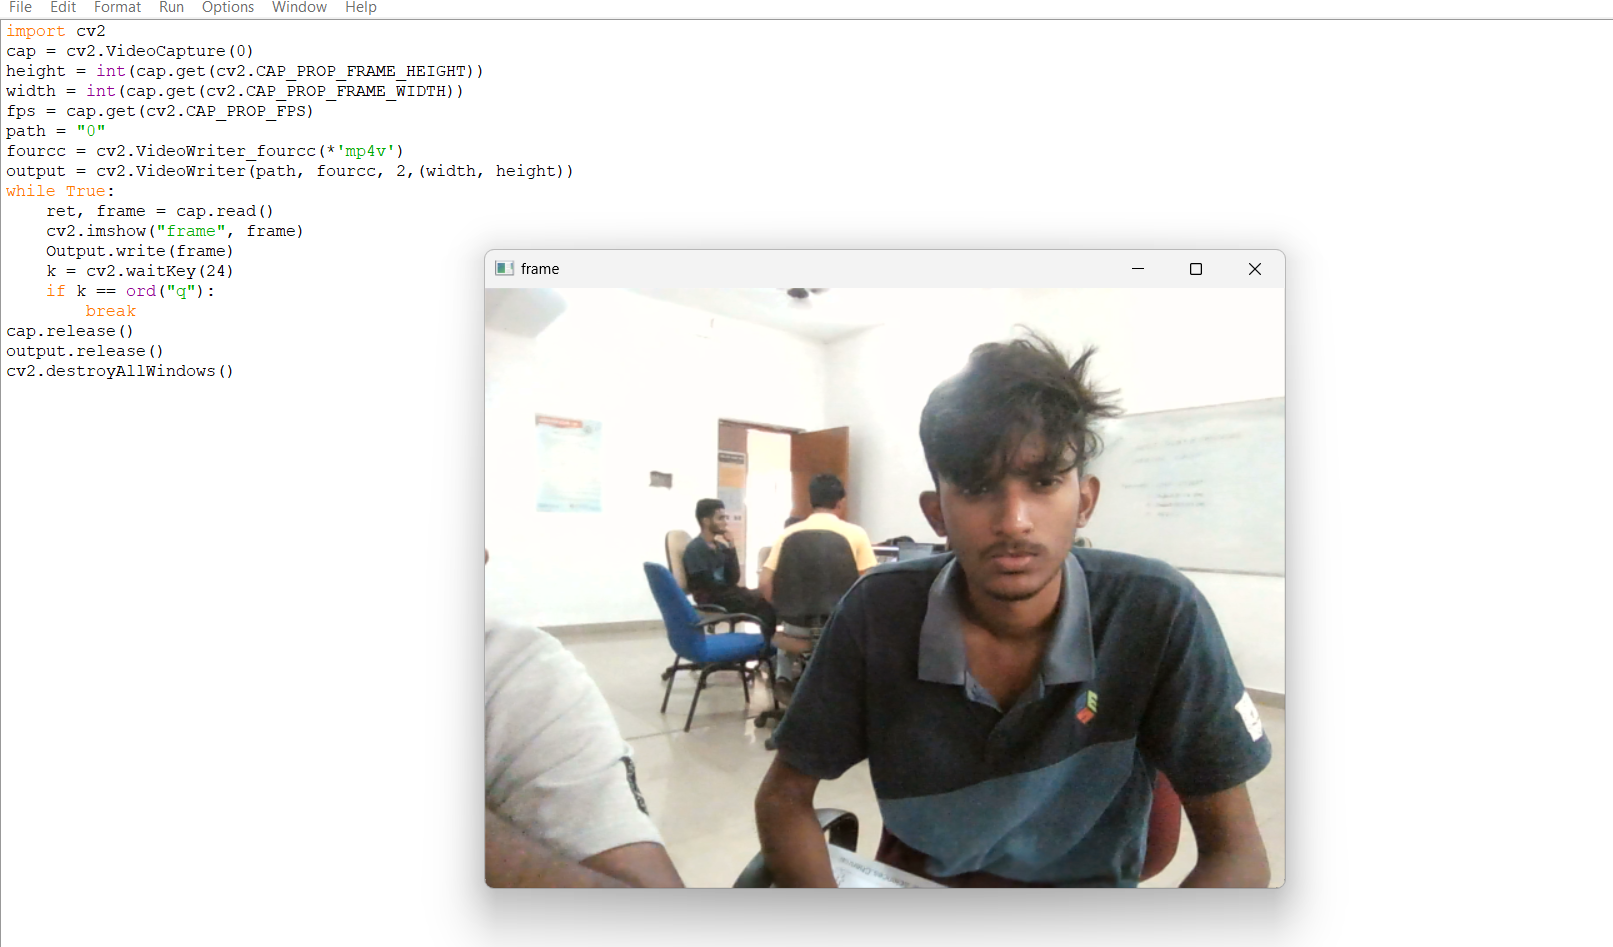 File Edit Format Run Options Window Help
import cv2
cap = cv2.VideoCapture(0)
height = int(cap.get(cv2.CAP_PROP_FRAME_HEIGHT))
width = int(cap.get(cv2.CAP_PROP_FRAME_WIDTH))
fps = cap.get(cv2.CAP_PROP_FPS)
path = "0"
fourcc = cv2.VideoWriter_fourcc(*'mp4v')
output = cv2.VideoWriter(path, fourcc, 2,(width, height))
while True:
    ret, frame = cap.read()
    cv2.imshow("frame", frame)
    Output.write(frame)
    k = cv2.waitKey(24)
    if k == ord("q"):
        break
cap.release()
output.release()
cv2.destroyAllWindows()
frame